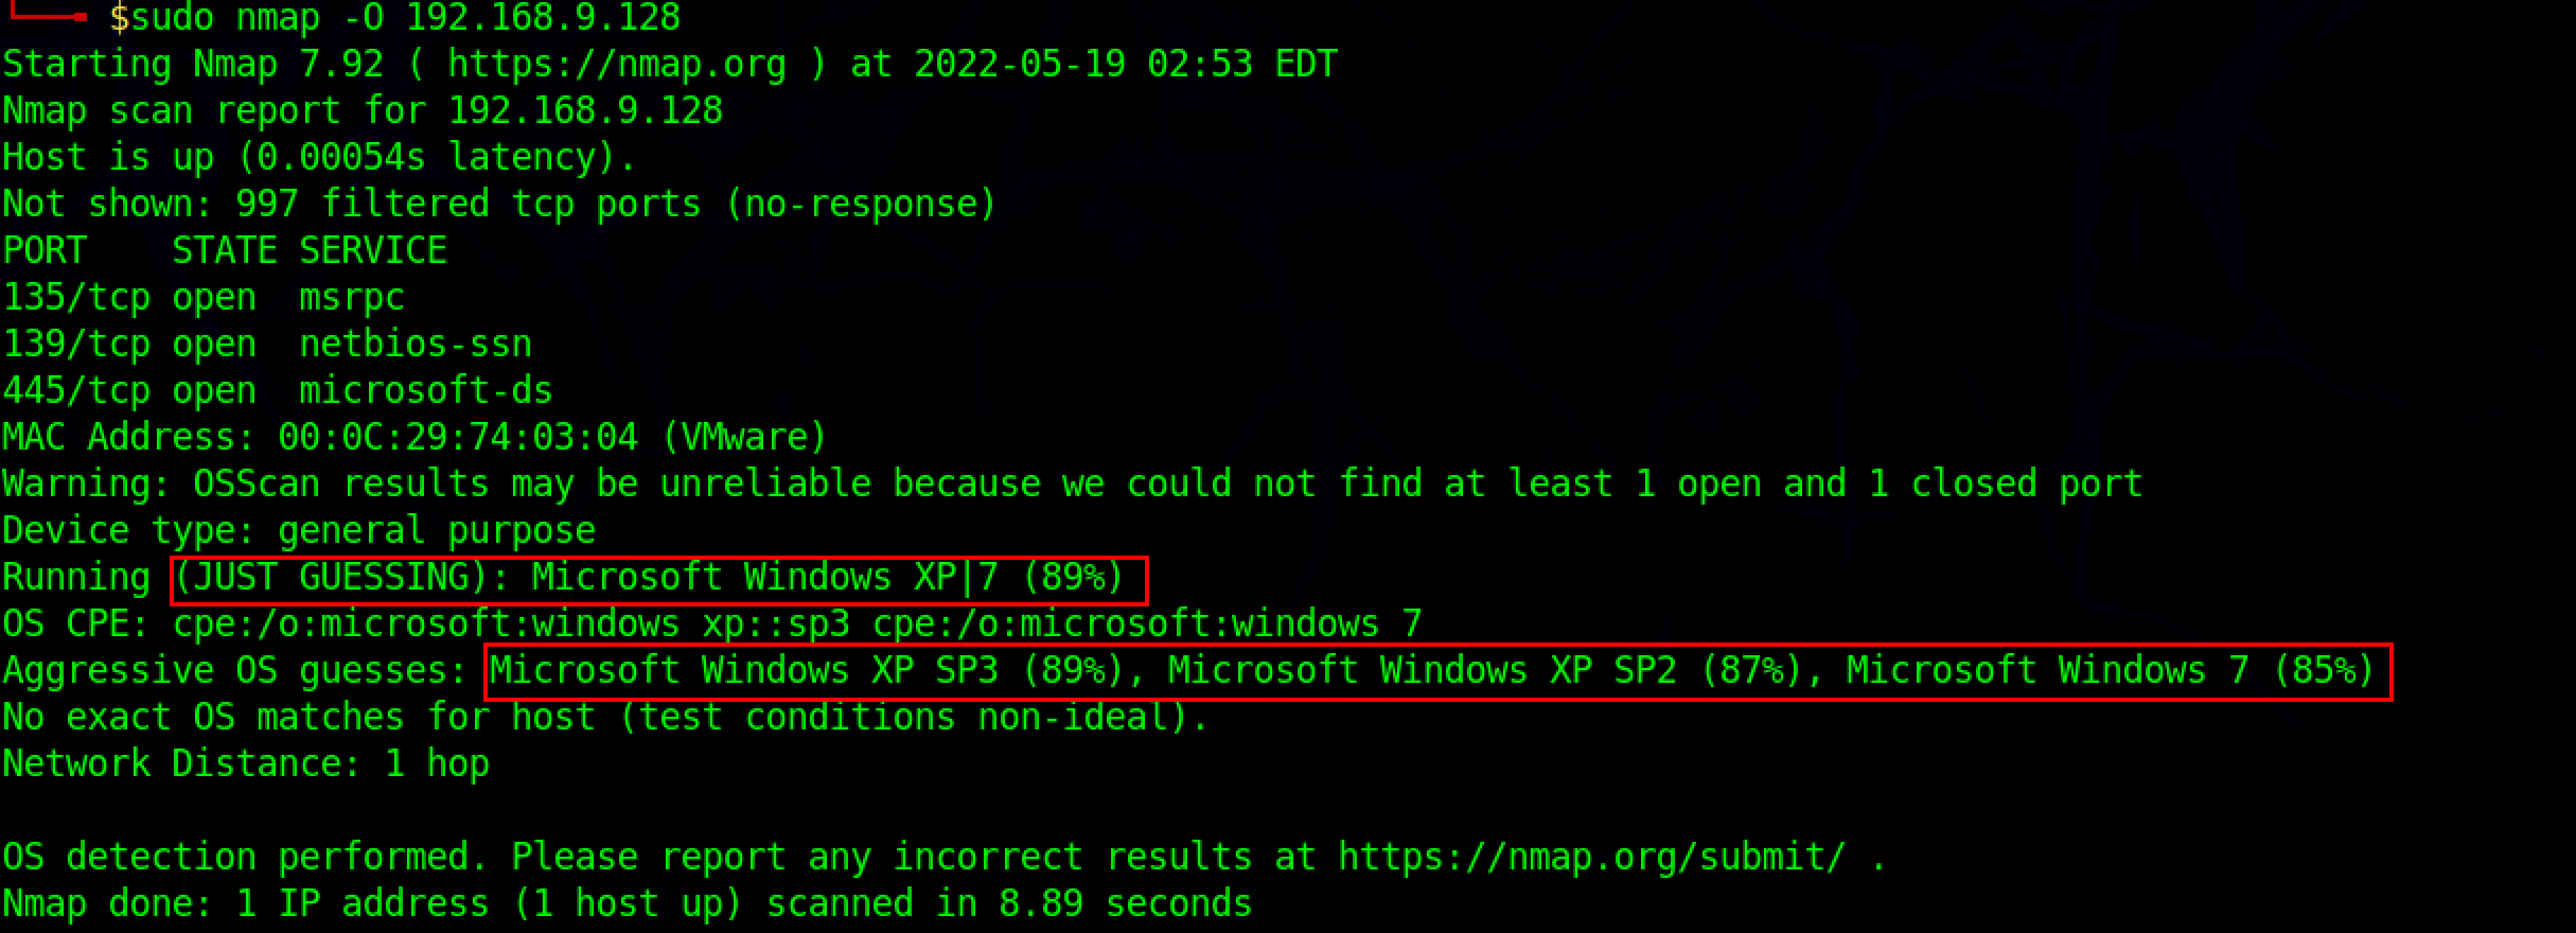 $sudo nmap -O 192.168.9.128
Starting Nmap 7.92 ( https://nmap.org ) at 2022-05-19 02:53 EDT
Nmap scan report for 192.168.9.128
Host is up (0.00054s latency).
Not shown: 997 filtered tcp ports (no-response)
PORT    STATE SERVICE
135/tcp open  msrpc
139/tcp open  netbios-ssn
445/tcp open  microsoft-ds
MAC Address: 00:0C:29:74:03:04 (VMware)
Warning: OSScan results may be unreliable because we could not find at least 1 open and 1 closed port
Device type: general purpose
Running (JUST GUESSING): Microsoft Windows XP|7 (89%)
OS CPE: cpe:/o:microsoft:windows xp::sp3 cpe:/o:microsoft:windows 7
Aggressive OS guesses: Microsoft Windows XP SP3 (89%), Microsoft Windows XP SP2 (87%), Microsoft Windows 7 (85%)
No exact OS matches for host (test conditions non-ideal).
Network Distance: 1 hop
OS detection performed. Please report any incorrect results at https://nmap.org/submit/ .
Nmap done: 1 IP address (1 host up) scanned in 8.89 seconds